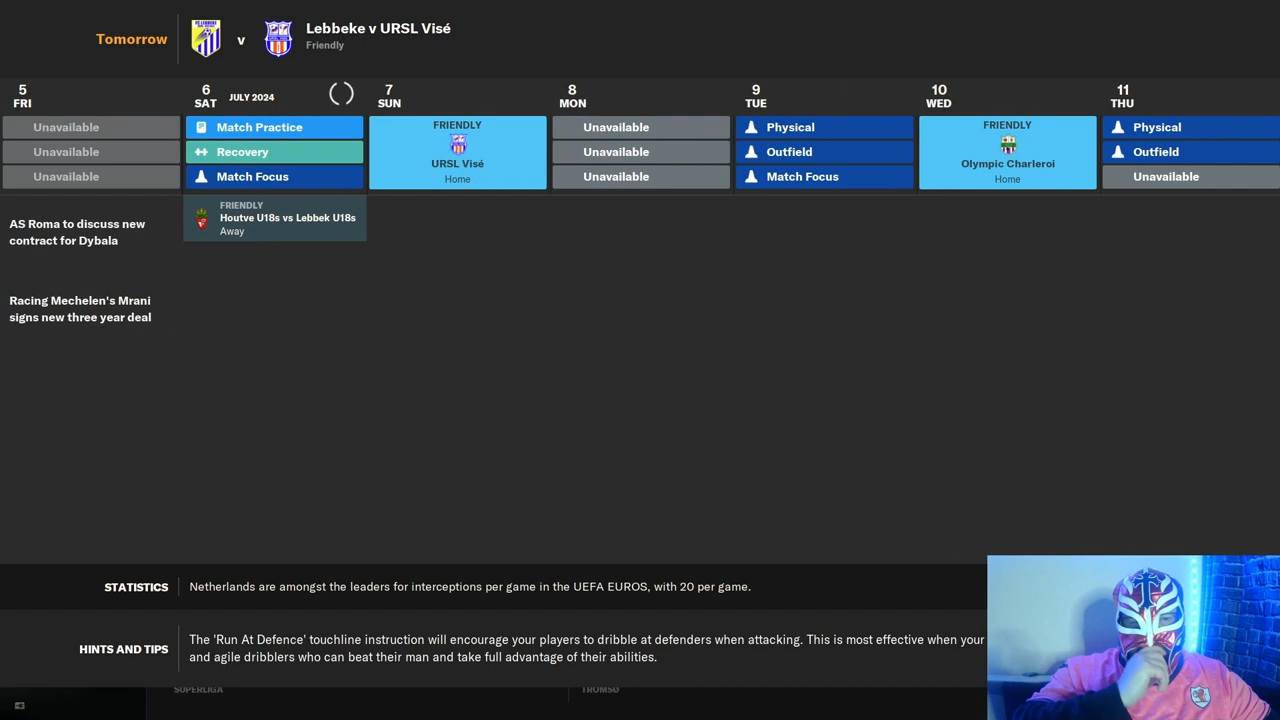 Tomorrow
v
Lebbeke v URSL Visé
Friendly
5
FRI
6
SAT
JULY 2024
7
SUN
8
MON
9
TUE
10
WED
11
THU
Unavailable
Unavailable
Unavailable
Match Practice
Recovery
Match Focus
FRIENDLY
URSL Visé
Home
Unavailable
Unavailable
Unavailable
Physical
Outfield
Match Focus
FRIENDLY
Olympic Charleroi
Home
Physical
Outfield
Unavailable
AS Roma to discuss new
contract for Dybala
Racing Mechelen's Mrani
signs new three year deal
FRIENDLY
Houtve U18s vs Lebbek U18s
Away
STATISTICS
Netherlands are amongst the leaders for interceptions per game in the UEFA EUROS, with 20 per game.
HINTS AND TIPS
The 'Run At Defence' touchline instruction will encourage your players to dribble at defenders when attacking. This is most effective when your
and agile dribblers who can beat their man and take full advantage of their abilities.
SUPERLIGA
TROMSØ